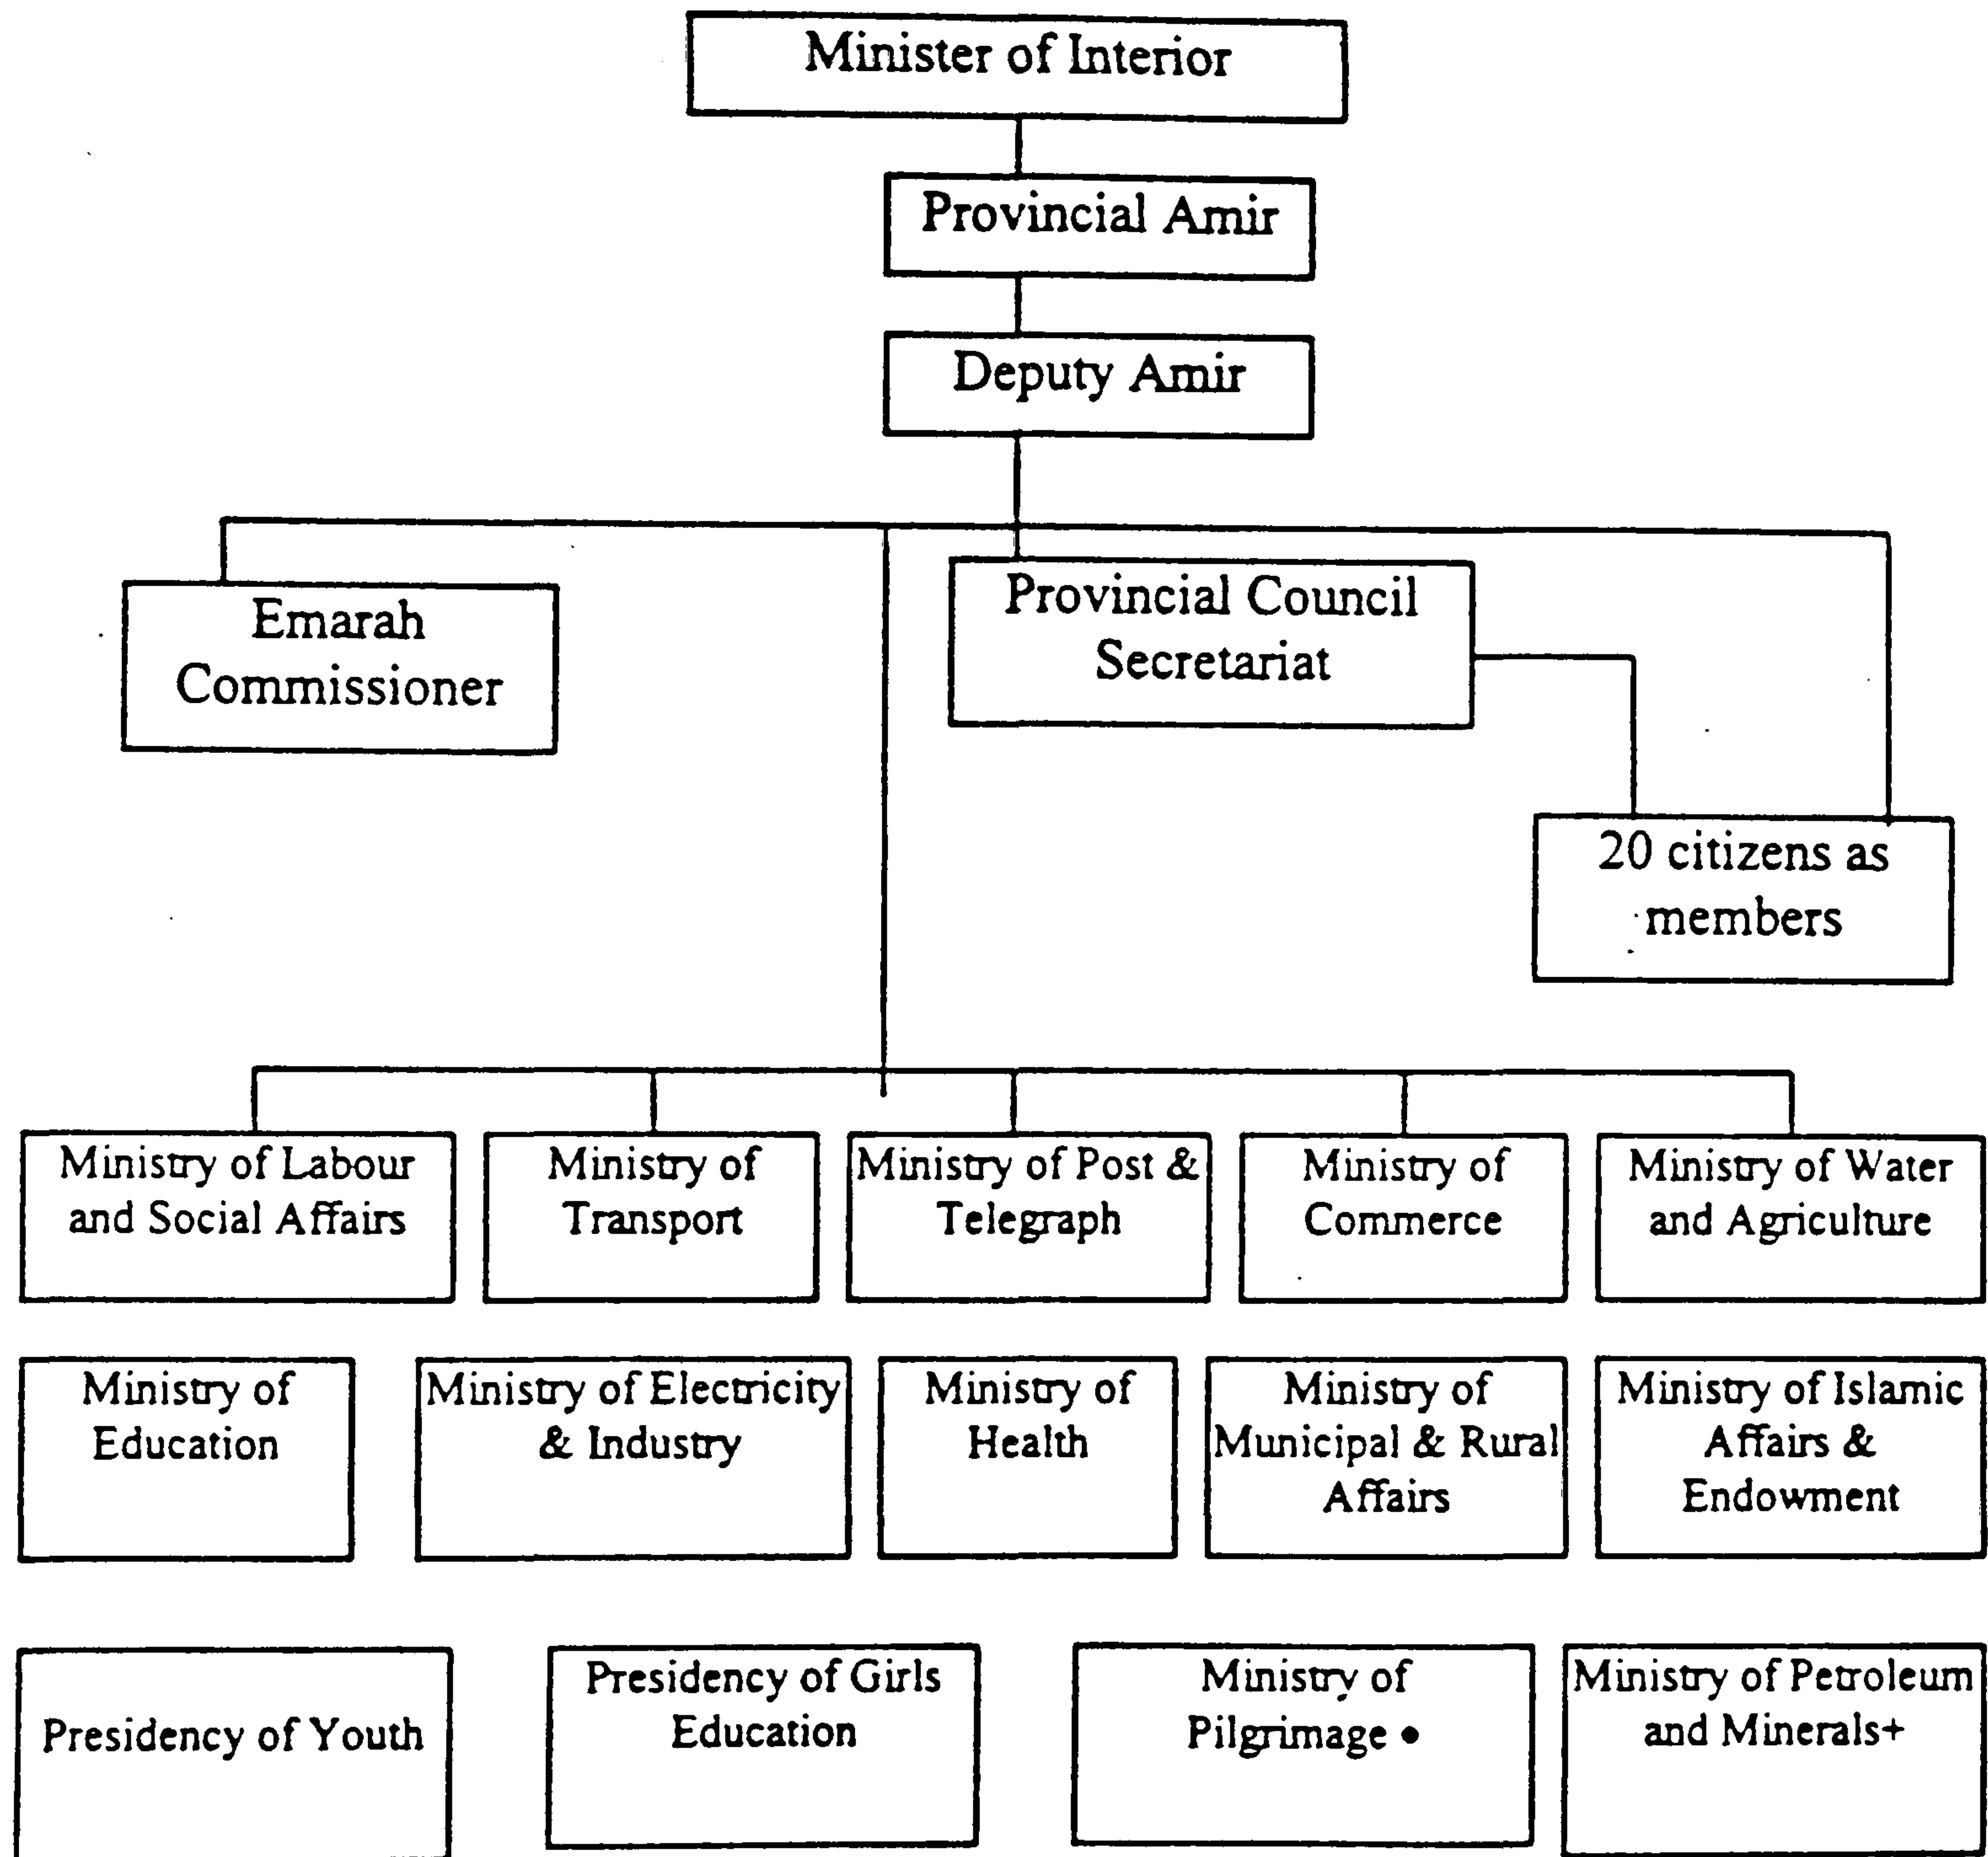 Minister of Interior
Provincial Amir
Deputy Amir
Emarah
Commissioner
Provincial Council
Secretariat
20 citizens as
members
Ministry of Labour
and Social Affairs
Ministry of
Transport
Ministry of Post &
Telegraph
Ministry of
Commerce
Ministry of Water
and Agriculture
Ministry of
Education
Ministry of Electricity
& Industry
Ministry of
Health
Ministry of
Municipal & Rural
Affairs
Ministry of Islamic
Affairs &
Endowment
Presidency of Youth
Presidency of Girls
Education
Ministry of
Pilgrimage •
Ministry of Petroleum
and Minerals+